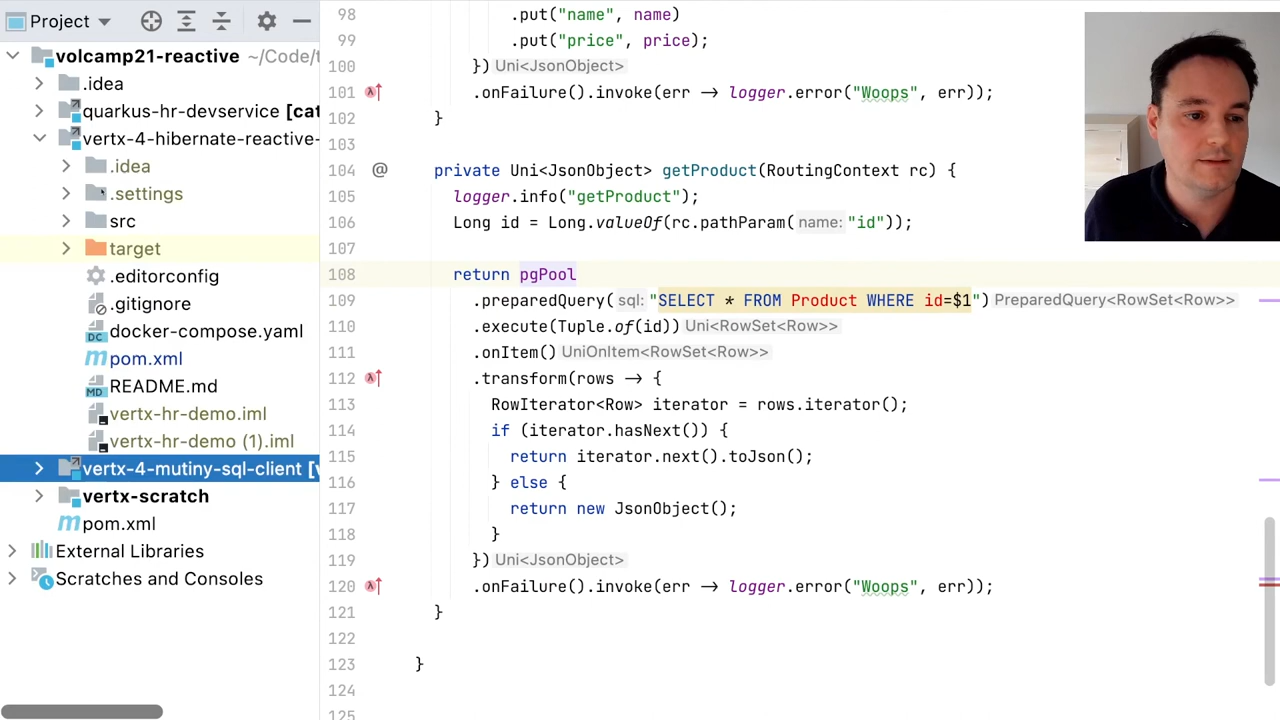 Project
volcamp21-reactive ~/Code/t
.idea
quarkus-hr-devservice [cat
vertx-4-hibernate-reactive-
.idea
.settings
src
target
.editorconfig
.gitignore
DC docker-compose.yaml
m pom.xml
MD README.md
vertx-hr-demo.iml
vertx-hr-demo (1).iml
vertx-4-mutiny-sql-client [v
vertx-scratch
m pom.xml
External Libraries
Scratches and Consoles
98 .put("name", name)
99 .put("price", price);
100 }) Uni<JsonObject>
101 .onFailure().invoke(err → logger.error("Woops", err));
102 }
103
104 @ private Uni<JsonObject> getProduct(RoutingContext rc) {
105 logger.info("getProduct");
106 Long id = Long.valueOf(rc.pathParam( name: "id"));
107
108 return pgPool
109 .preparedQuery( sql: "SELECT * FROM Product WHERE id=$1") PreparedQuery<RowSet<Row>>
110 .execute(Tuple.of(id)) Uni<RowSet<Row>>
111 .onItem() UniOnItem<RowSet<Row>>
112 .transform(rows → {
113 RowIterator<Row> iterator = rows.iterator();
114 if (iterator.hasNext()) {
115 return iterator.next().toJson();
116 } else {
117 return new JsonObject();
118 }
119 }) Uni<JsonObject>
120 .onFailure().invoke(err → logger.error("Woops", err));
121 }
122
123 }
124
125